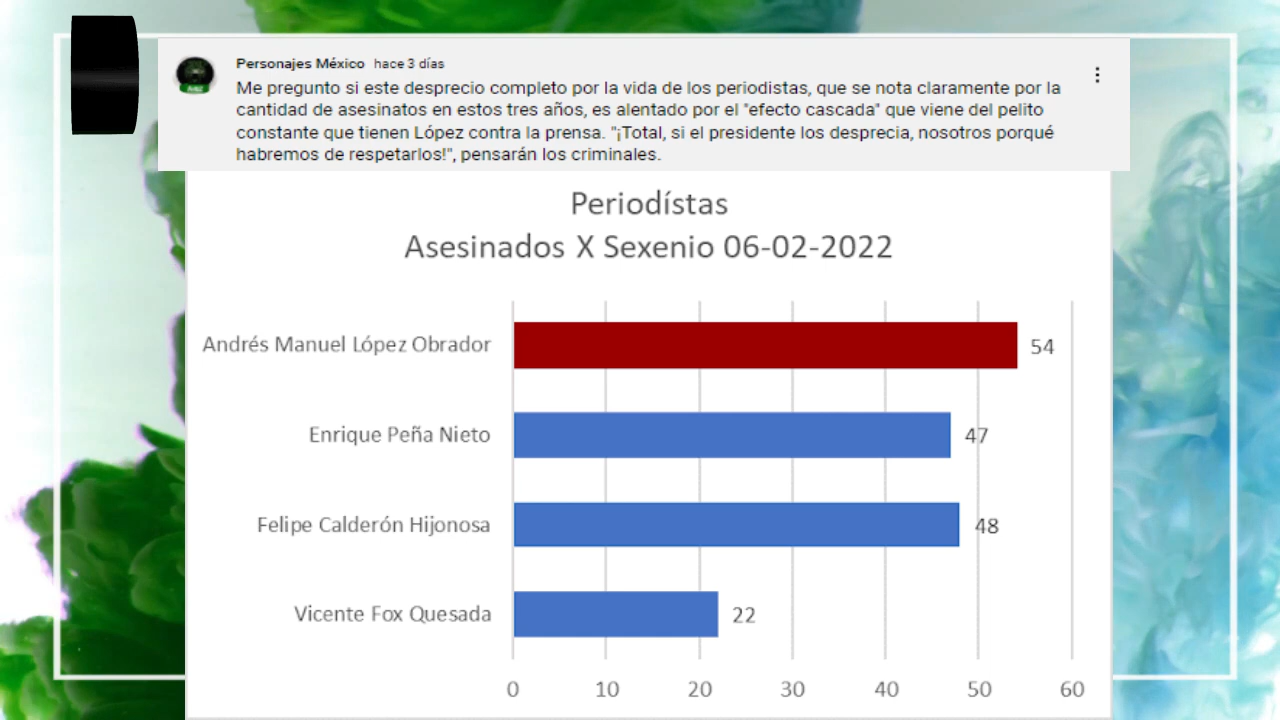 Personajes México hace 3 días
Me pregunto si este desprecio completo por la vida de los periodistas, que se nota claramente por la
cantidad de asesinatos en estos tres años, es alentado por el "efecto cascada" que viene del pelito
constante que tienen López contra la prensa. "¡Total, si el presidente los desprecia, nosotros porqué
habremos de respetarlos!", pensarán los criminales.
Periodístas
Asesinados X Sexenio 06-02-2022
Andrés Manuel López Obrador 54
Enrique Peña Nieto 47
Felipe Calderón Hijonosa 48
Vicente Fox Quesada 22
0 10 20 30 40 50 60